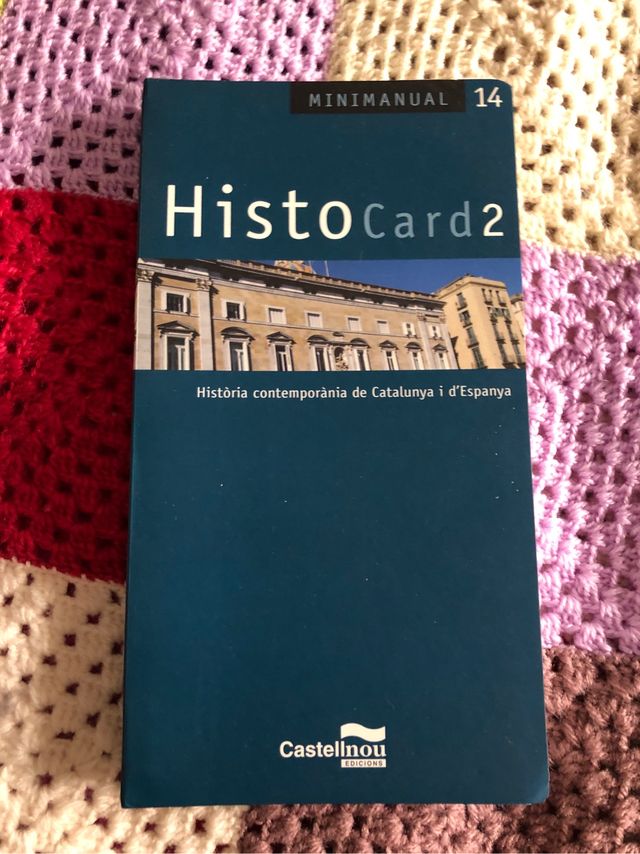 MINIMANUAL 14
HistoCard2
Història contemporània de Catalunya i d'Espanya
Castellnou
EDICIONS